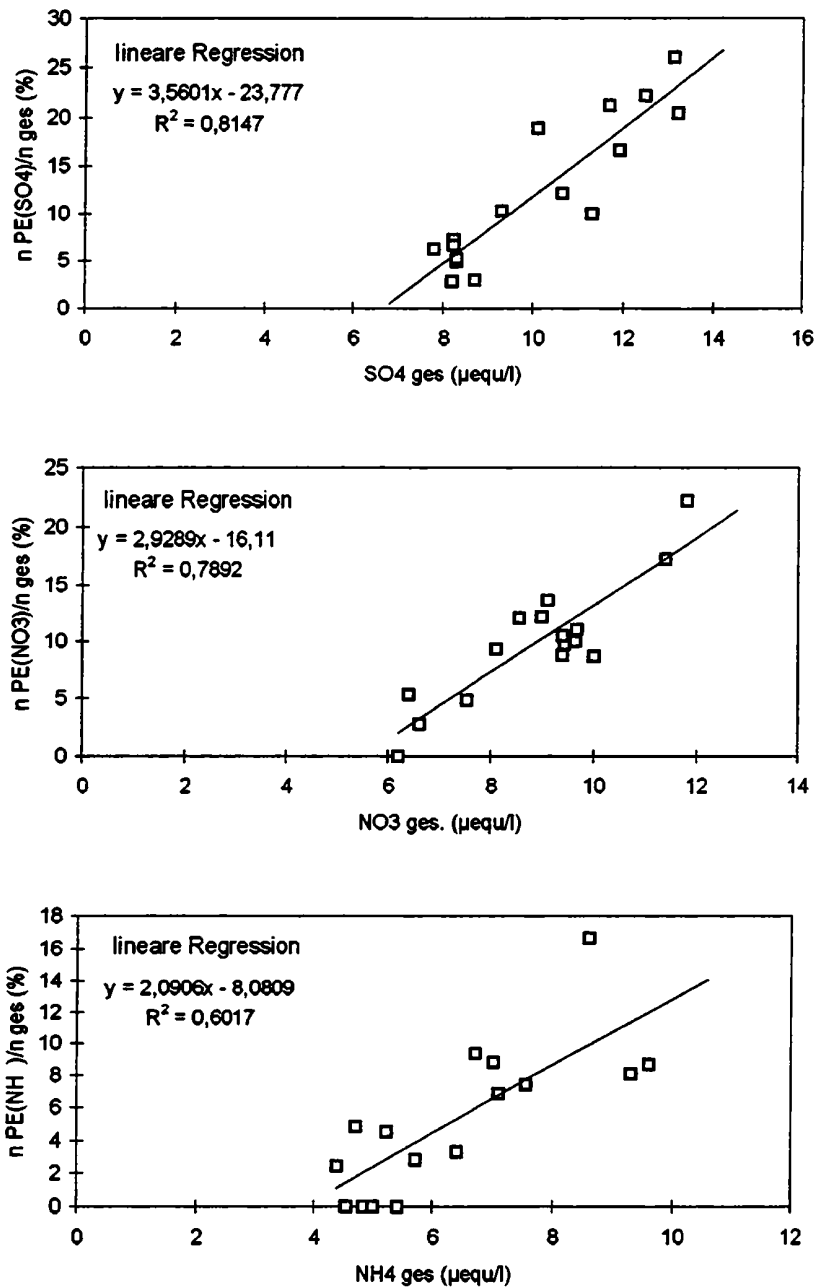 30
25
20
15
10
5
0
n PE(SO4)/n ges (%)
lineare Regression
y = 3,5601x - 23,777
R² = 0,8147
0 2 4 6 8 10 12 14 16
SO4 ges (µequ/l)
25
20
15
10
5
0
n PE(NO3)/n ges (%)
lineare Regression
y = 2,9289x - 16,11
R² = 0,7892
0 2 4 6 8 10 12 14
NO3 ges. (µequ/l)
18
16
14
12
10
8
6
4
2
0
n PE(NH )/n ges (%)
lineare Regression
y = 2,0906x - 8,0809
R² = 0,6017
0 2 4 6 8 10 12
NH4 ges (µequ/l)